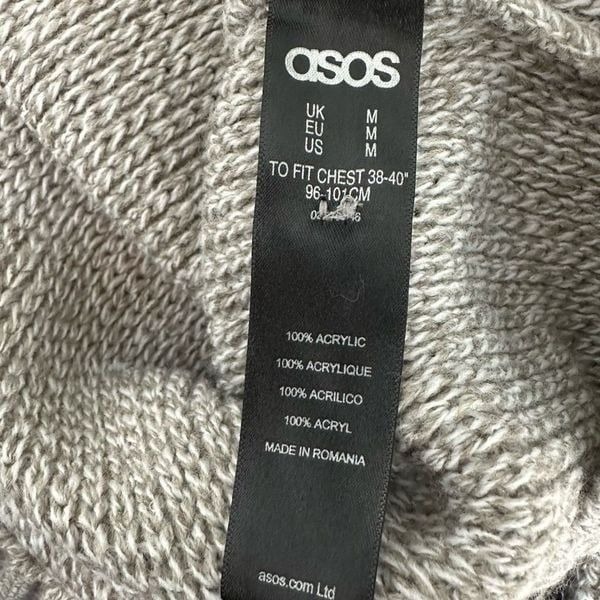 asos
UK M
EU M
US M
TO FIT CHEST 38-40"
96-101CM
100% ACRYLIC
100% ACRYLIQUE
100% ACRILICO
100% ACRYL
MADE IN ROMANIA
asos.com Ltd